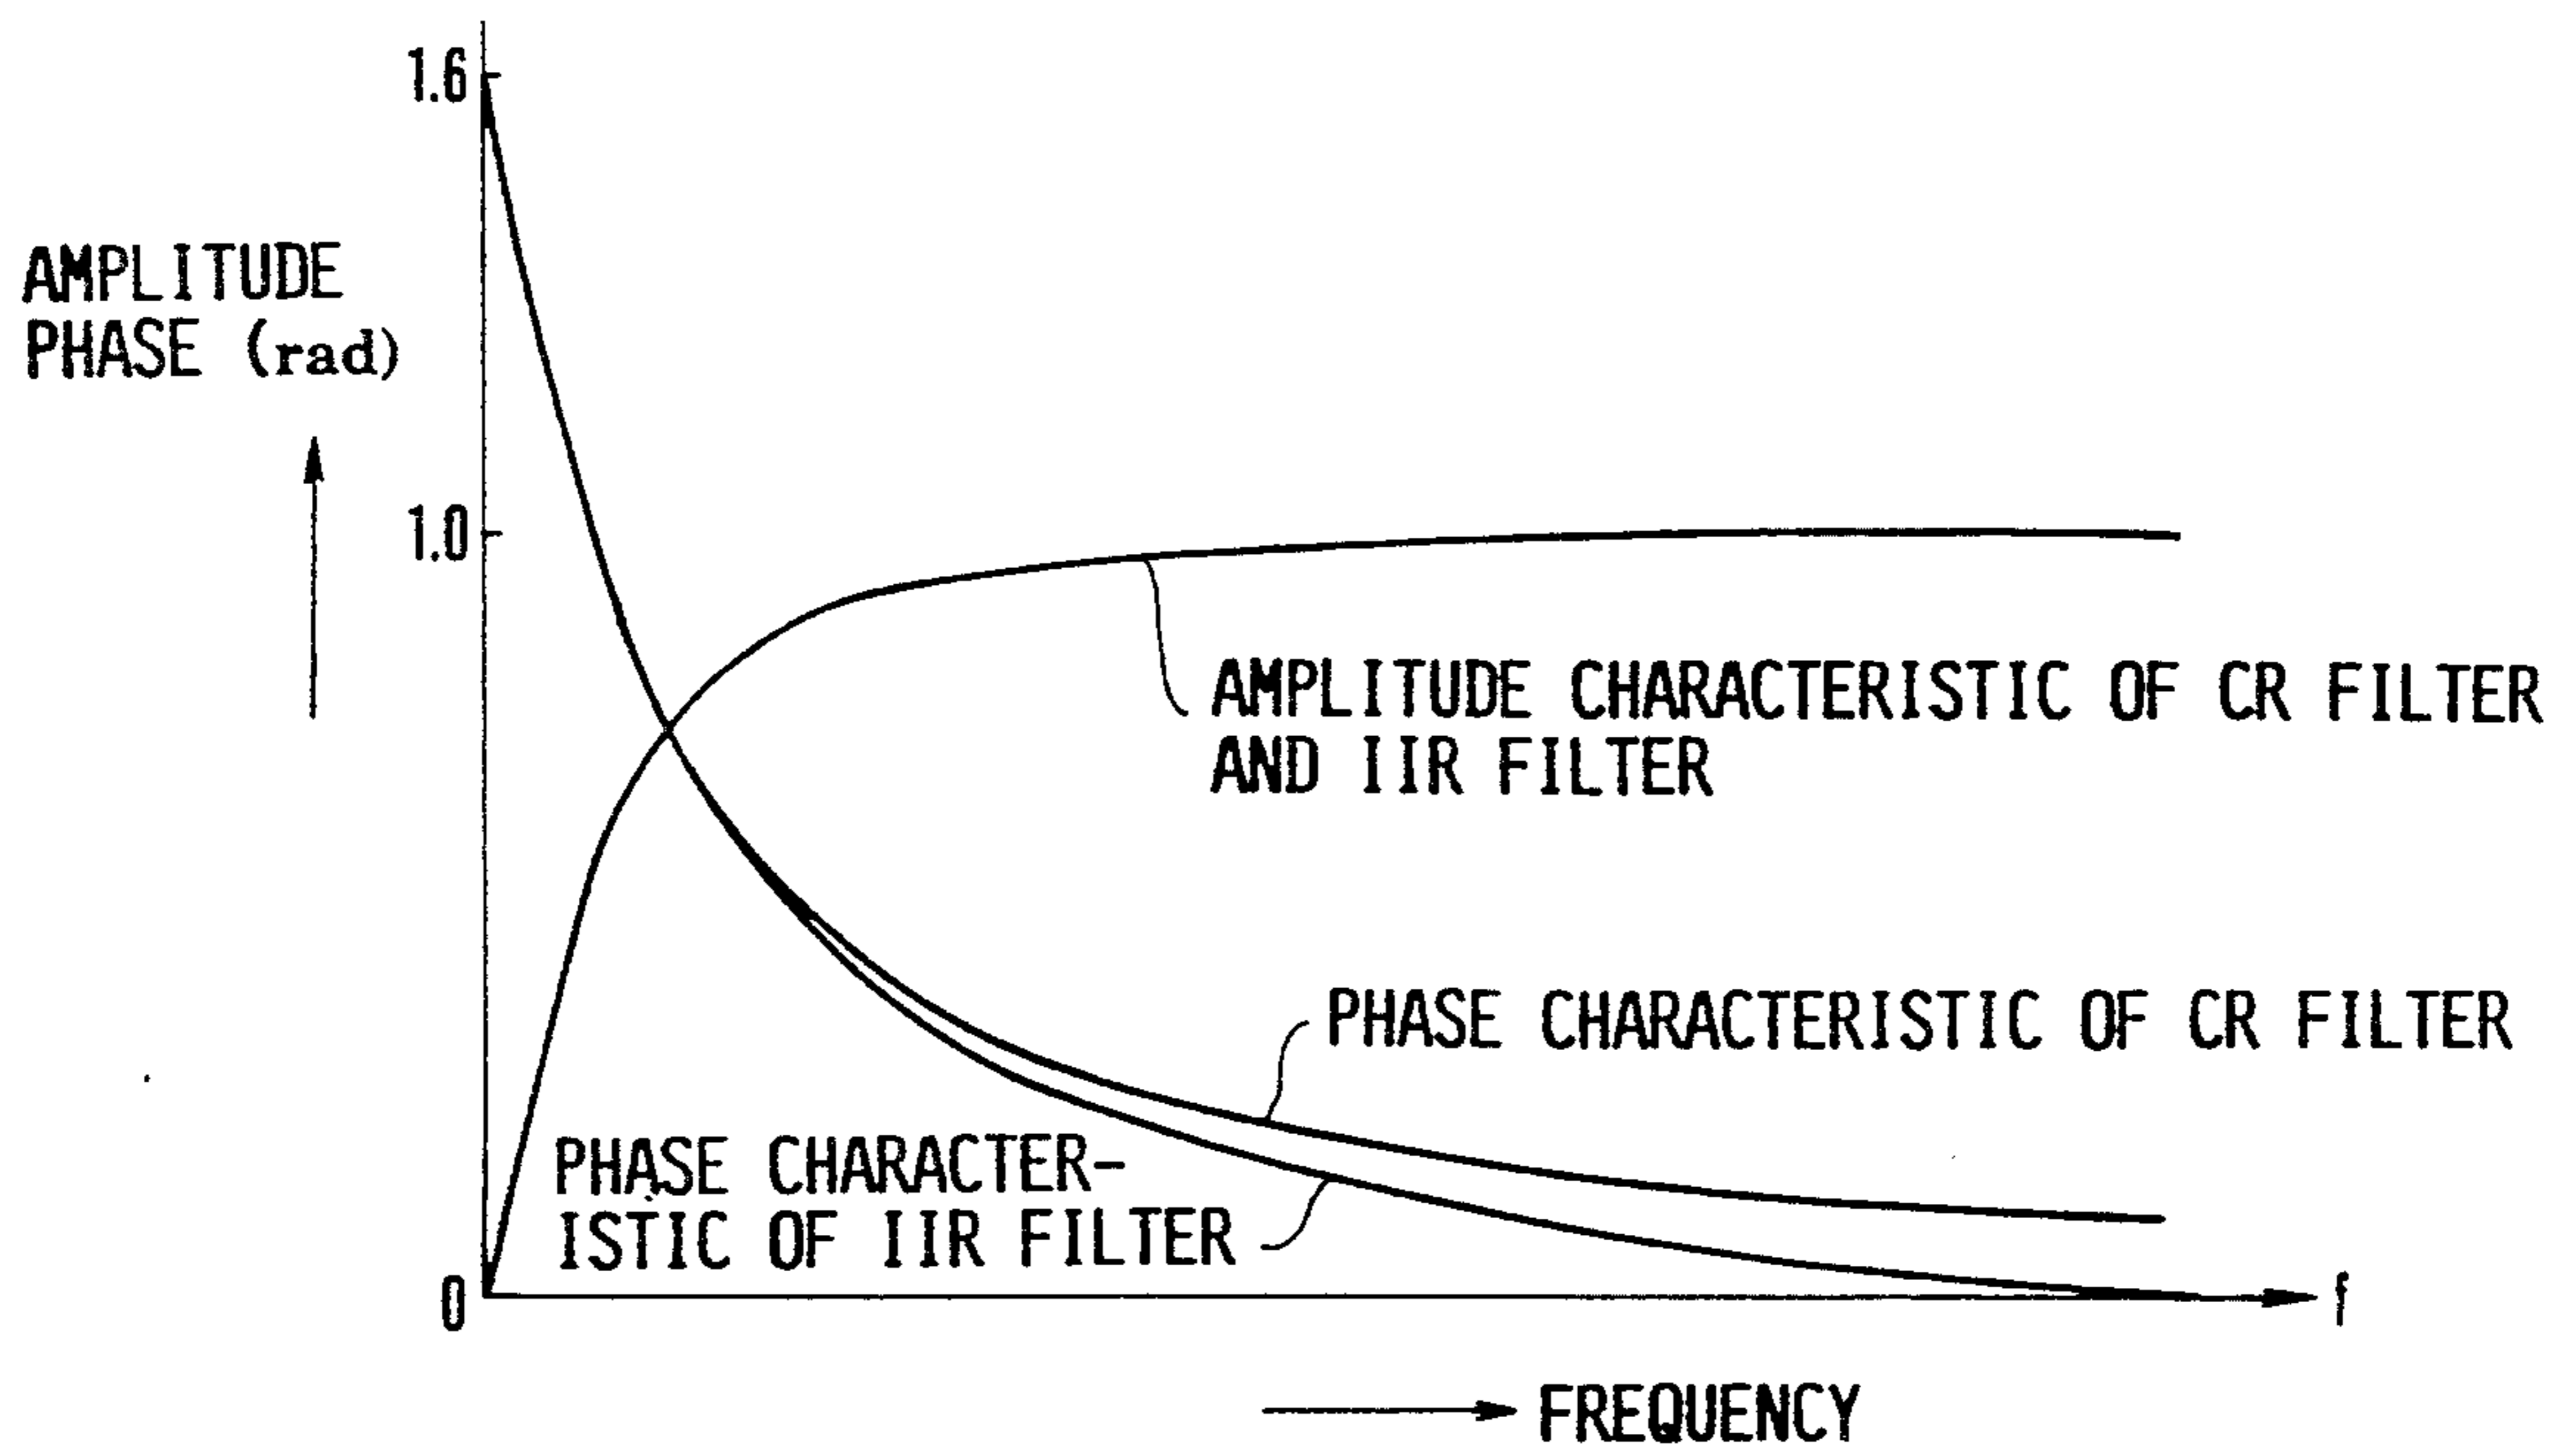 1.6
AMPLITUDE
PHASE (rad)
1.0
AMPLITUDE CHARACTERISTIC OF CR FILTER
AND IIR FILTER
PHASE CHARACTERISTIC OF CR FILTER
PHASE CHARACTER-
ISTIC OF IIR FILTER
0
f
FREQUENCY